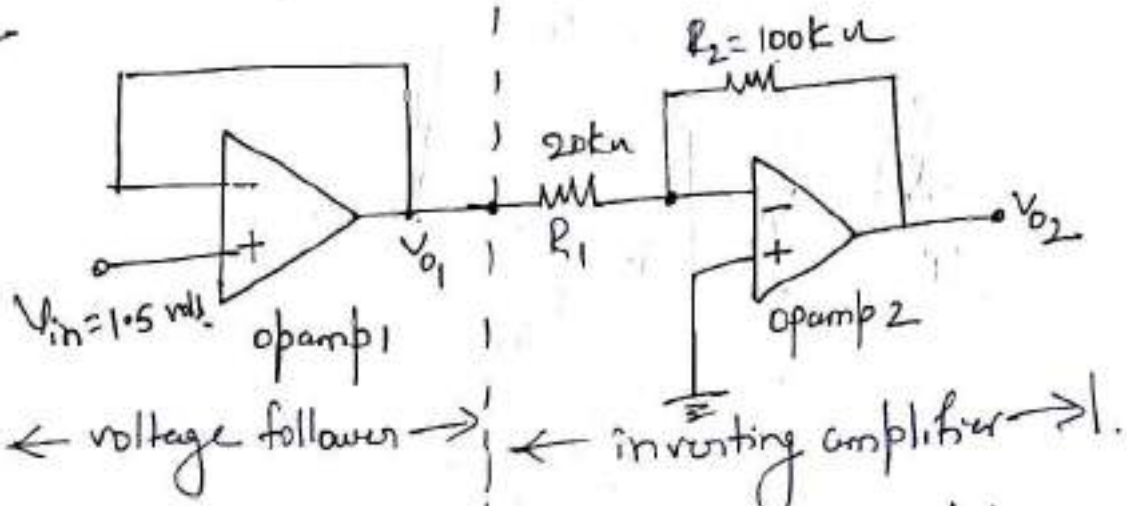 R₂ = 100K Ω
20KΩ
R₁
-
+
V₀₁
Vin = 1.5 volts.
opamp1
-
+
V₀₂
opamp 2
← voltage follower →
← inverting amplifier →